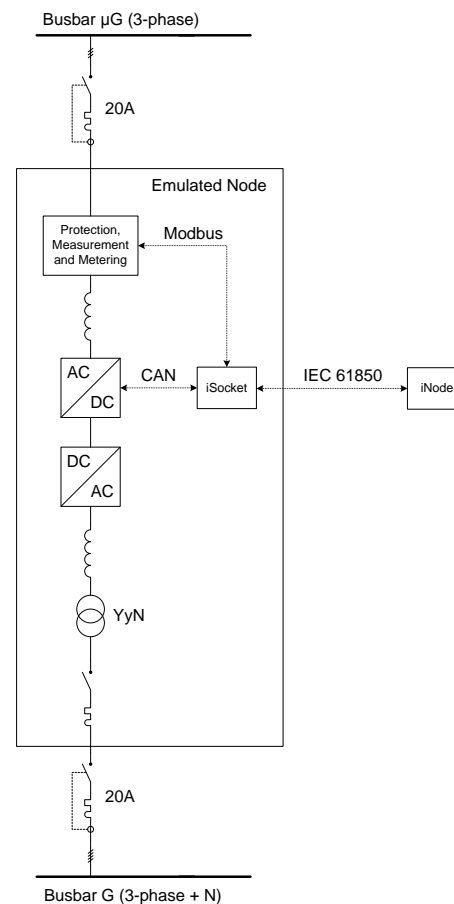 Busbar µG (3-phase)
20A
Emulated Node
Protection,
Measurement
and Metering
Modbus
AC
DC
CAN
iSocket
IEC 61850
iNode
DC
AC
YyN
20A
Busbar G (3-phase + N)